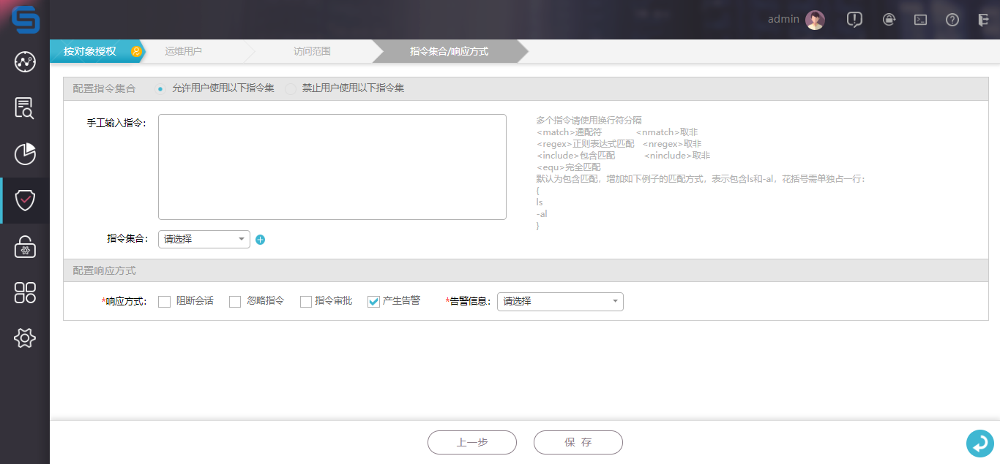 admin
按对象授权 运维用户 访问范围 指令集合/响应方式
配置指令集合 允许用户使用以下指令集 禁止用户使用以下指令集
手工输入指令:
多个指令请使用换行符分隔
<match>通配符 <nmatch>取非
<regex>正则表达式匹配 <nregex>取非
<include>包含匹配 <ninclude>取非
<equ>完全匹配
默认为包含匹配，增加如下例子的匹配方式，表示包含ls和-al，花括号需单独占一行:
{
ls
-al
}
指令集合: 请选择
配置响应方式
*响应方式: 阻断会话 忽略指令 指令审批 产生告警 *告警信息: 请选择
上一步 保 存